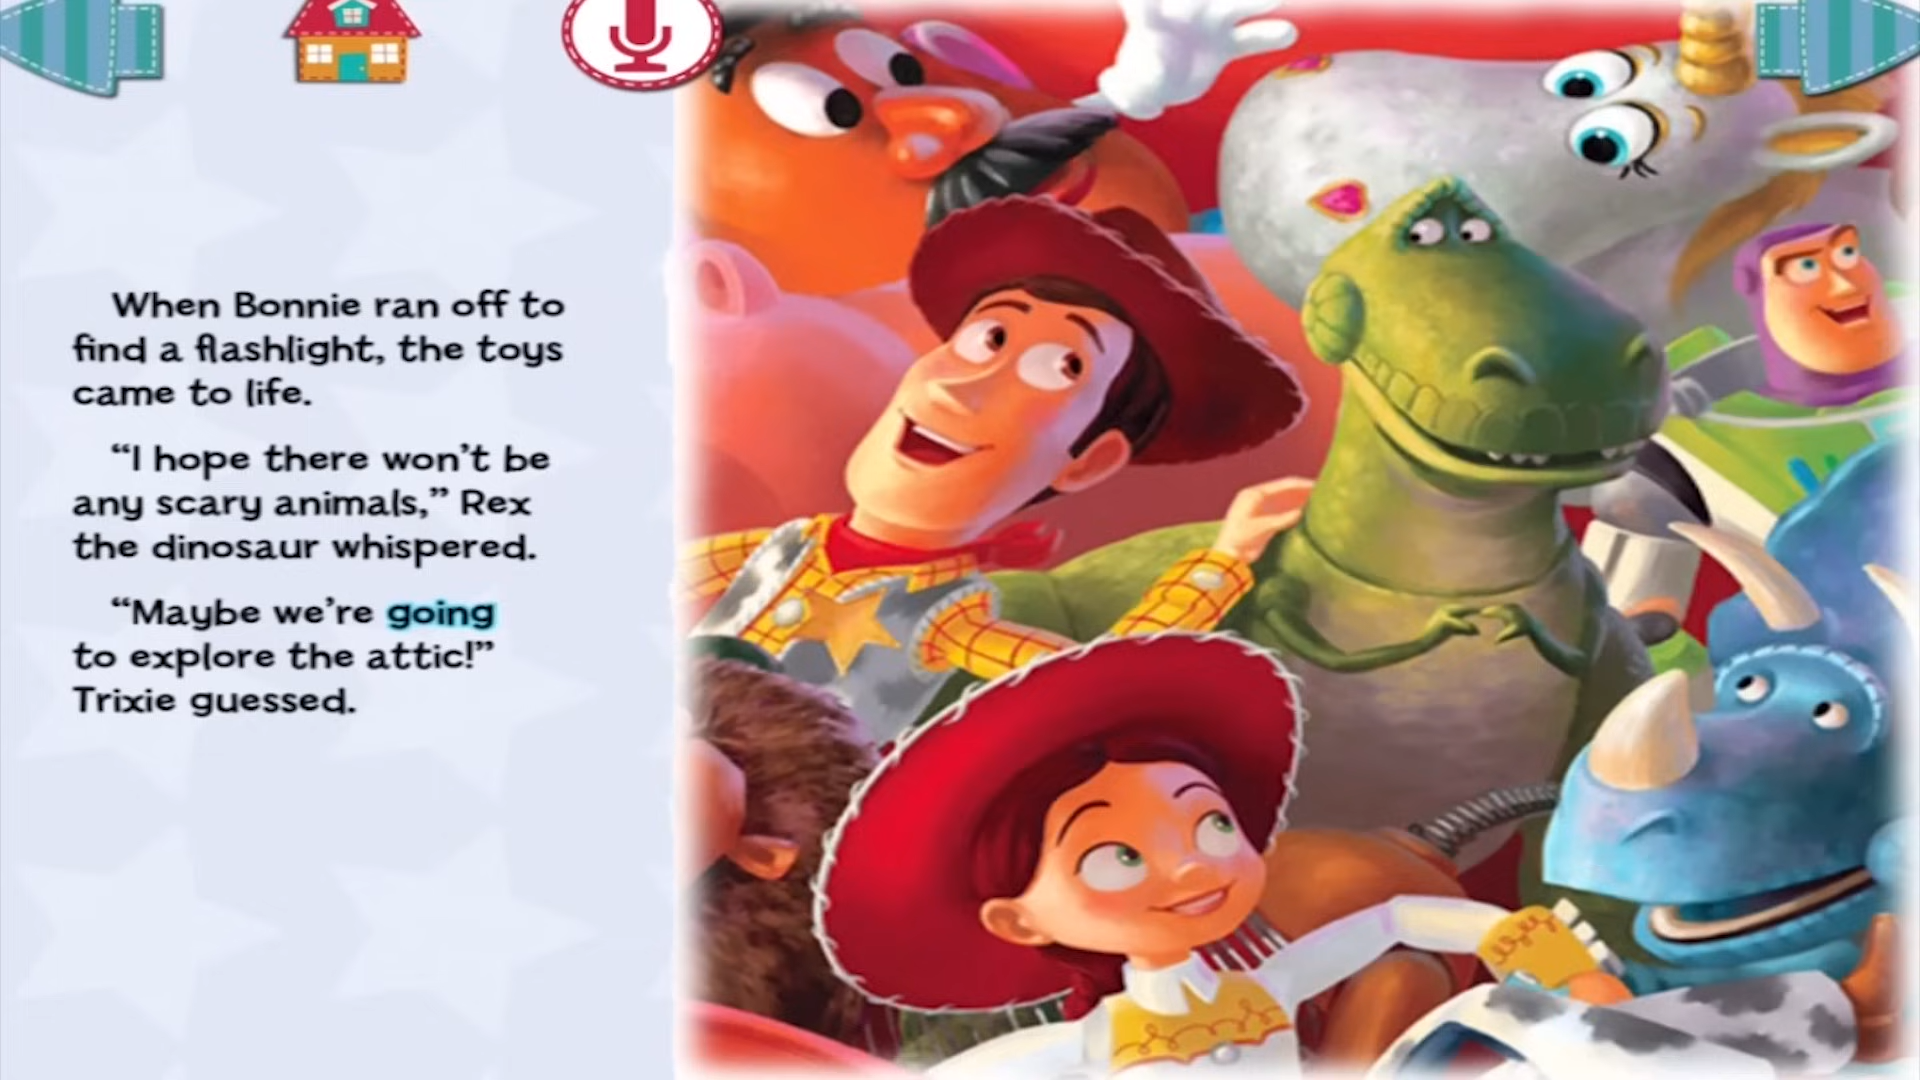 When Bonnie ran off to
find a flashlight, the toys
came to life.
“I hope there won’t be
any scary animals,” Rex
the dinosaur whispered.
“Maybe we’re going
to explore the attic!”
Trixie guessed.